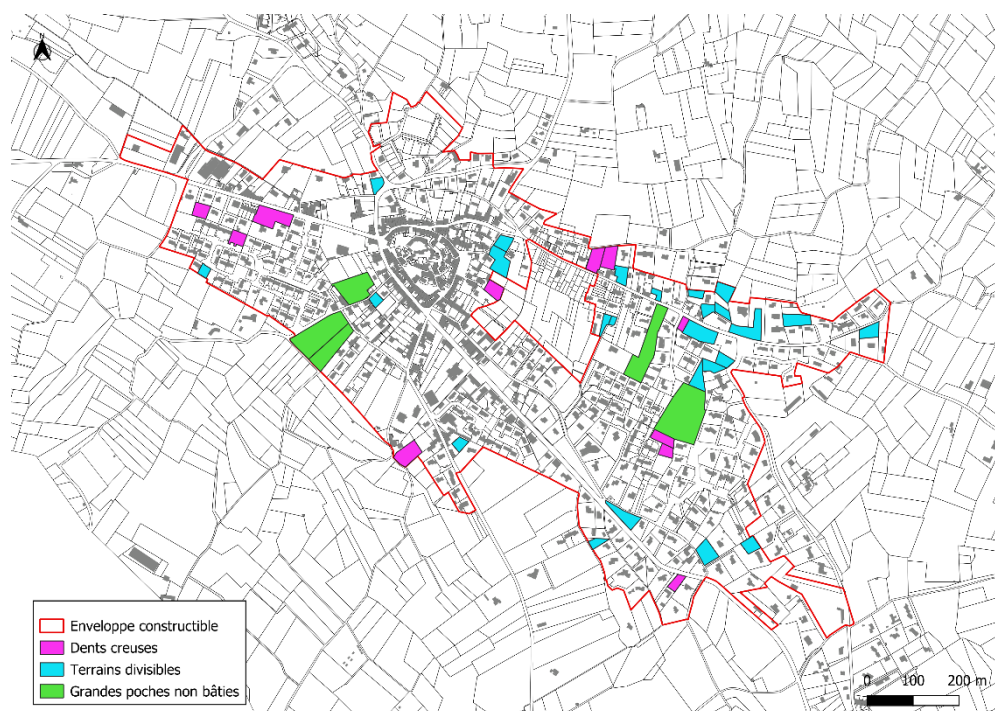 Enveloppe constructible
Dents creuses
Terrains divisibles
Grandes poches non bâties
0 100 200 m